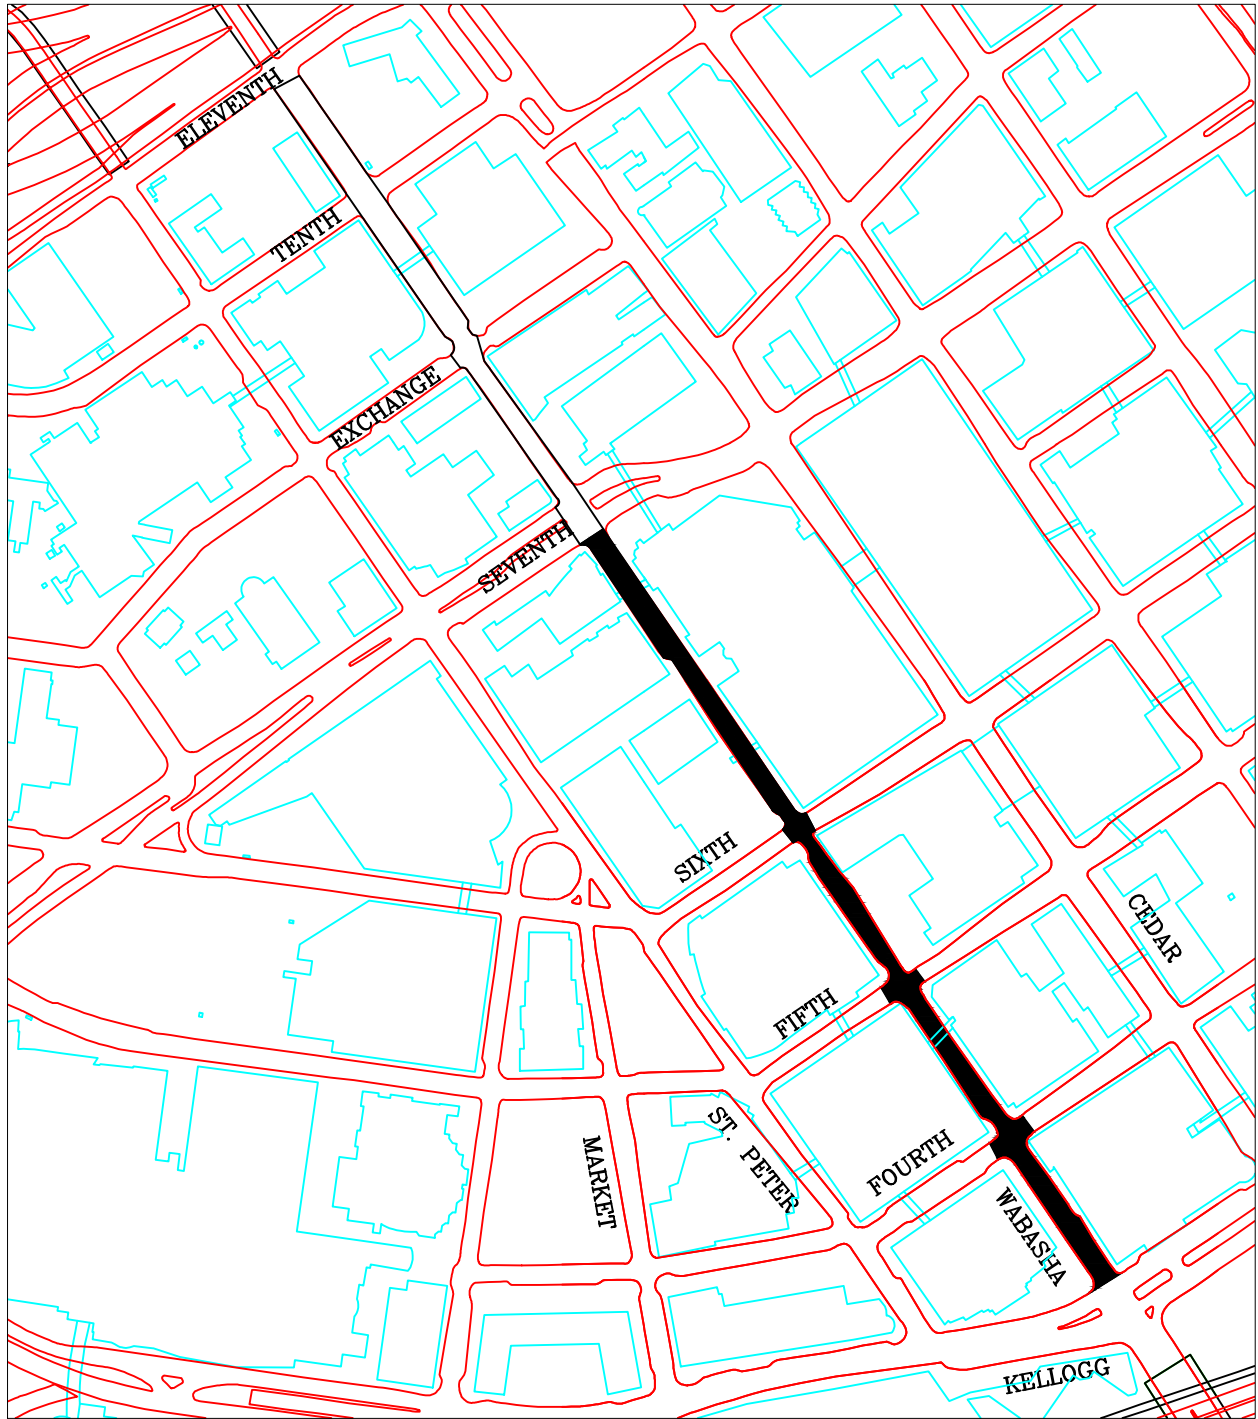 ELEVENTH
TENTH
EXCHANGE
SEVENTH
SIXTH
CEDAR
FIFTH
ST. PETER
MARKET
FOURTH
WABASHA
KELLOGG